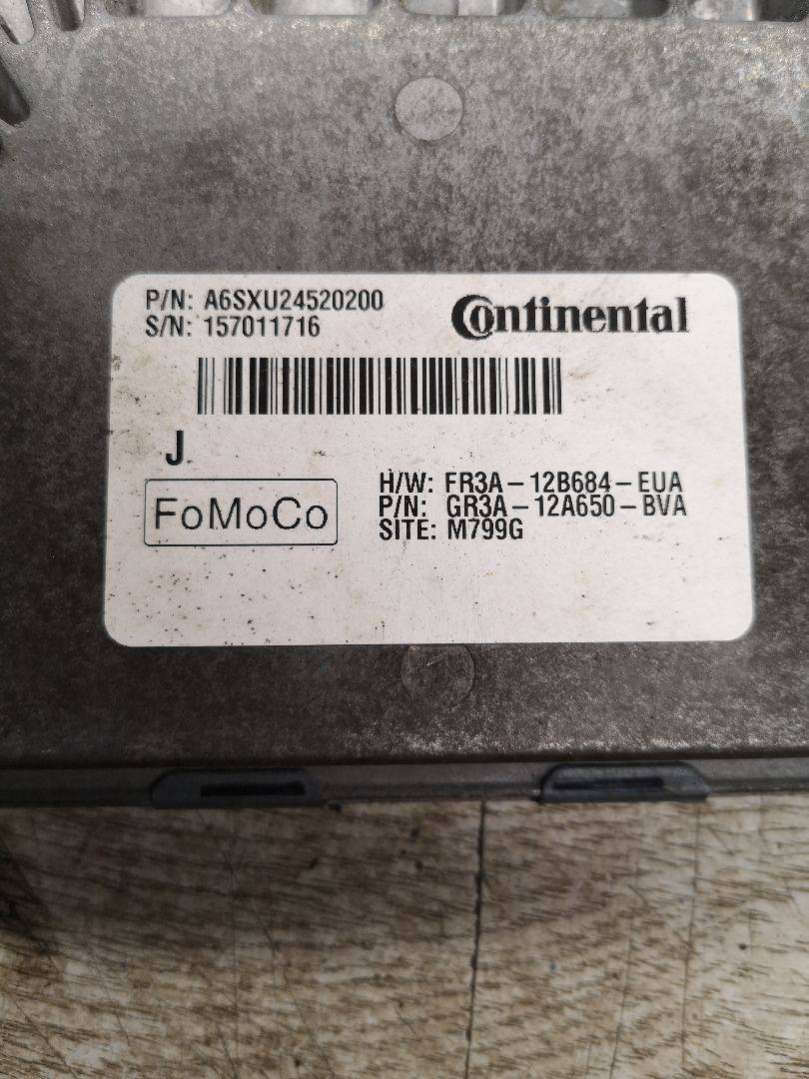 P/N: A6SXU24520200
S/N: 157011716
Continental
J
FoMoCo
H/W: FR3A-12B684-EUA
P/N: GR3A-12A650-BVA
SITE: M799G